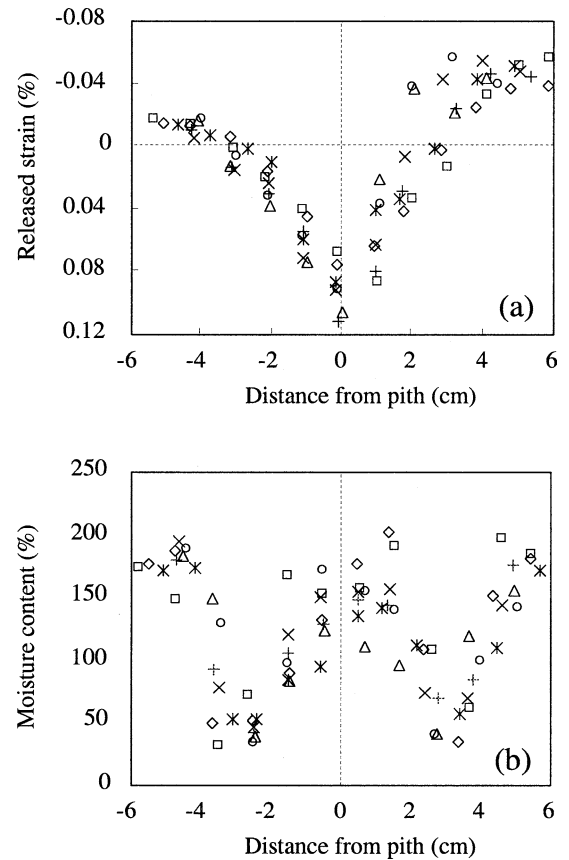 -0.08
-0.04
0
0.04
0.08
0.12
Released strain (%)
(a)
-6 -4 -2 0 2 4 6
Distance from pith (cm)
250
200
150
100
50
0
Moisture content (%)
(b)
-6 -4 -2 0 2 4 6
Distance from pith (cm)